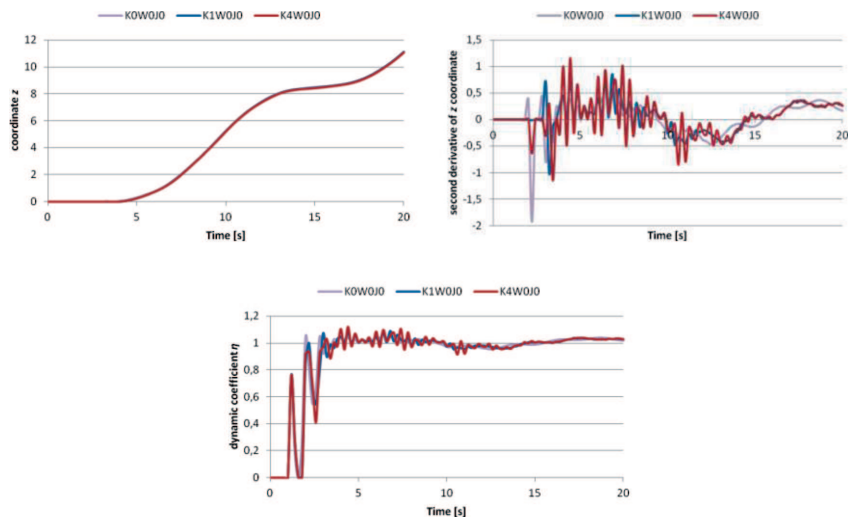 K0W0J0 K1W0J0 K4W0J0
12
10
8
6
4
2
0
coordinate z
0 5 10 15 20
Time [s]
K0W0J0 K1W0J0 K4W0J0
1,5
1
0,5
0
-0,5
-1
-1,5
-2
second derivative of z coordinate
0 5 10 15 20
Time [s]
K0W0J0 K1W0J0 K4W0J0
1,2
1
0,8
0,6
0,4
0,2
0
dynamic coefficient η
0 5 10 15 20
Time [s]